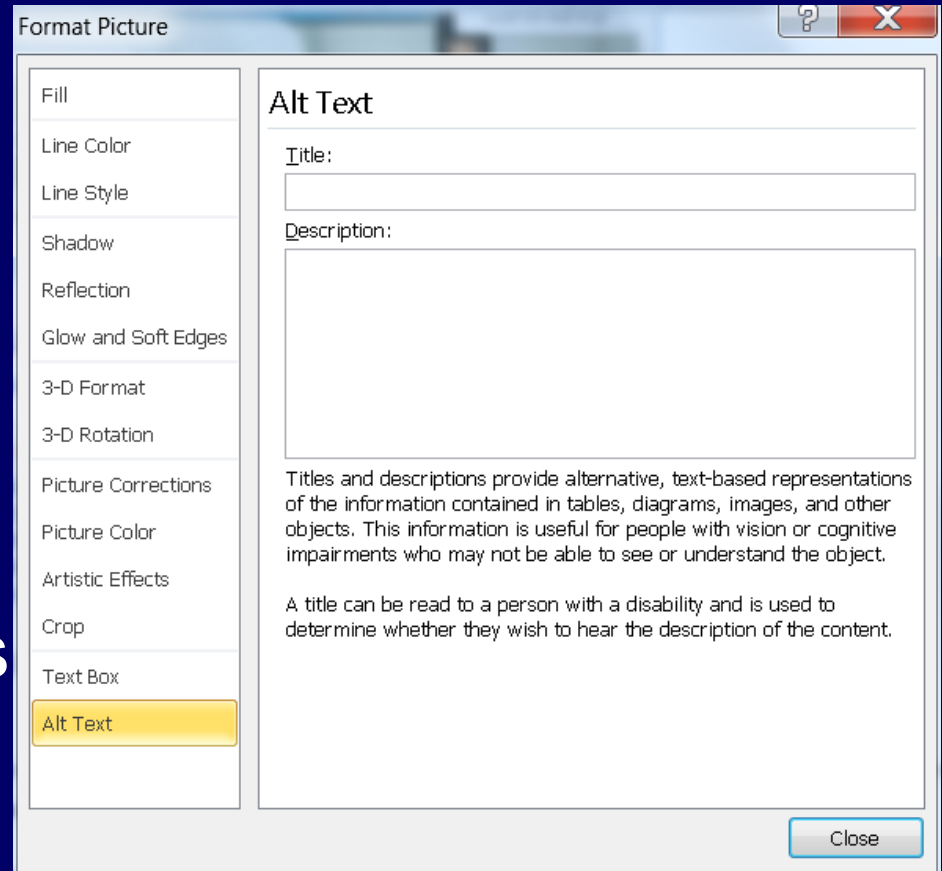 Format Picture
Fill
Line Color
Line Style
Shadow
Reflection
Glow and Soft Edges
3-D Format
3-D Rotation
Picture Corrections
Picture Color
Artistic Effects
Crop
Text Box
Alt Text
Alt Text
Title:
Description:
Titles and descriptions provide alternative, text-based representations
of the information contained in tables, diagrams, images, and other
objects. This information is useful for people with vision or cognitive
impairments who may not be able to see or understand the object.
A title can be read to a person with a disability and is used to
determine whether they wish to hear the description of the content.
Close
s